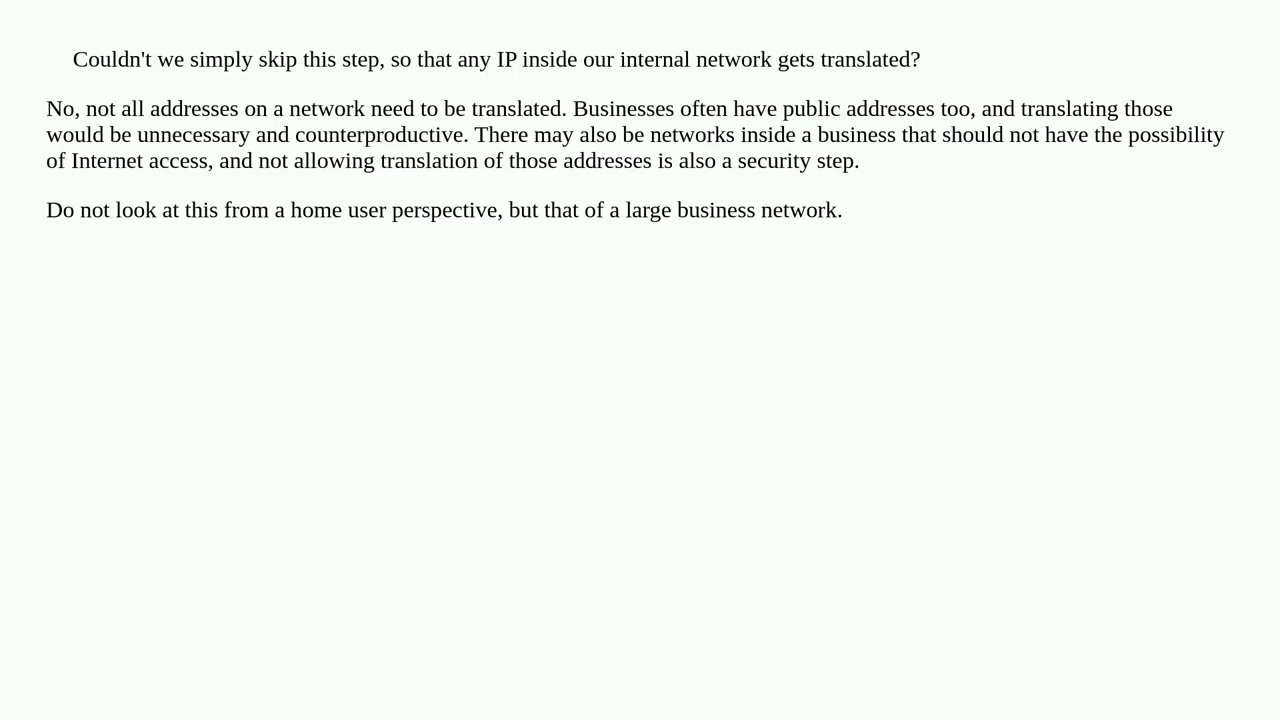 Couldn't we simply skip this step, so that any IP inside our internal network gets translated?
No, not all addresses on a network need to be translated. Businesses often have public addresses too, and translating those
would be unnecessary and counterproductive. There may also be networks inside a business that should not have the possibility
of Internet access, and not allowing translation of those addresses is also a security step.
Do not look at this from a home user perspective, but that of a large business network.